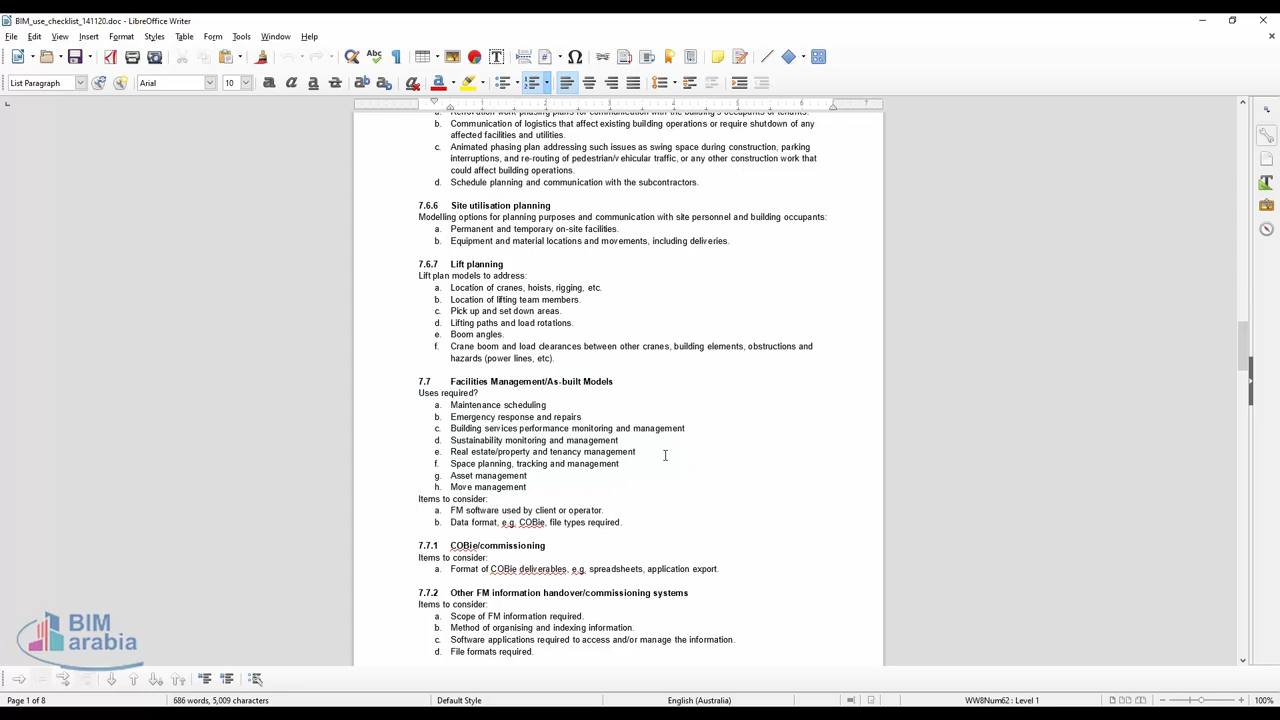 BIM_use_checklist_141120.doc - LibreOffice Writer
File Edit View Insert Format Styles Table Form Tools Window Help
List Paragraph Arial 10
1 2 3 4 5 6 7
b. Communication of logistics that affect existing building operations or require shutdown of any
affected facilities and utilities.
c. Animated phasing plan addressing such issues as swing space during construction, parking
interruptions, and re-routing of pedestrian/vehicular traffic, or any other construction work that
could affect building operations.
d. Schedule planning and communication with the subcontractors.
7.6.6 Site utilisation planning
Modelling options for planning purposes and communication with site personnel and building occupants:
a. Permanent and temporary on-site facilities.
b. Equipment and material locations and movements, including deliveries.
7.6.7 Lift planning
Lift plan models to address:
a. Location of cranes, hoists, rigging, etc.
b. Location of lifting team members.
c. Pick up and set down areas.
d. Lifting paths and load rotations.
e. Boom angles.
f. Crane boom and load clearances between other cranes, building elements, obstructions and
hazards (power lines, etc).
7.7 Facilities Management/As-built Models
Uses required?
a. Maintenance scheduling
b. Emergency response and repairs
c. Building services performance monitoring and management
d. Sustainability monitoring and management
e. Real estate/property and tenancy management
f. Space planning, tracking and management
g. Asset management
h. Move management
Items to consider:
a. FM software used by client or operator.
b. Data format, e.g. COBie, file types required.
7.7.1 COBie/commissioning
Items to consider:
a. Format of COBie deliverables, e.g. spreadsheets, application export.
7.7.2 Other FM information handover/commissioning systems
Items to consider:
a. Scope of FM information required.
b. Method of organising and indexing information.
c. Software applications required to access and/or manage the information.
d. File formats required.
BIM
arabia
Page 1 of 8 686 words, 5,009 characters Default Style English (Australia) WW8Num62 : Level 1 100%